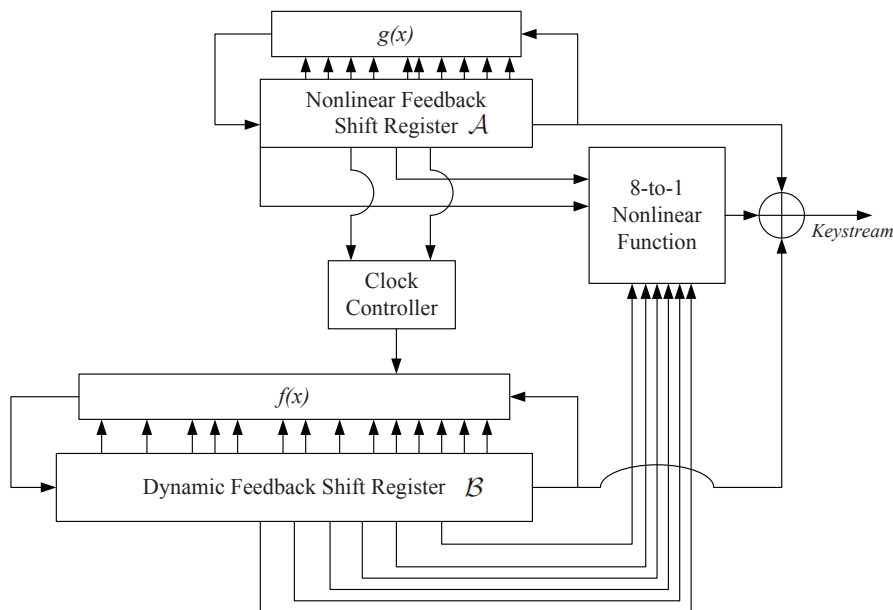 g(x)
Nonlinear Feedback
Shift Register 𝒜
8-to-1
Nonlinear
Function
Keystream
Clock
Controller
f(x)
Dynamic Feedback Shift Register ℬ